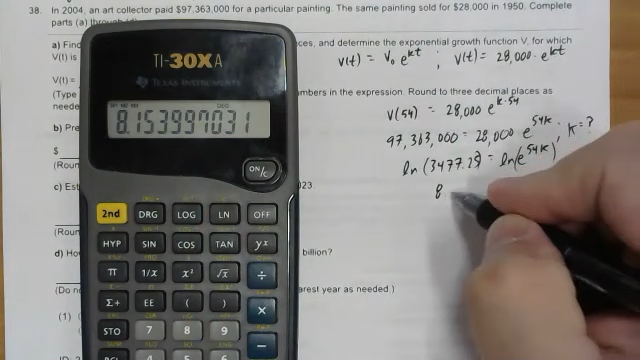 38. In 2004, an art collector paid $97,363,000 for a particular painting. The same painting sold for $28,000 in 1950. Complete
parts (a) through (d).
a) Find
ces, and determine the exponential growth function V, for which
V(t) is
V(t) = V₀ e^kt ; V(t) = 28,000 · e^kt
V(t) =
(Type
mbers in the expression. Round to three decimal places as
neede
V(54) = 28,000 e^k·54
b) Pre
97,363,000 = 28,000 e^54k ; k = ?
$
(Roun
ln (3477.25) = ln(e^54k)
c) Est
023.
8
(Roun
d) Ho
billion?
(Do n
arest year as needed.)
(1)
TI-30XA
TEXAS INSTRUMENTS
8.153997031
ON/C
2nd DRG LOG LN OFF
HYP SIN COS TAN y^x
π 1/x x² √x ÷
Σ+ EE ( ) ×
STO 7 8 9 −